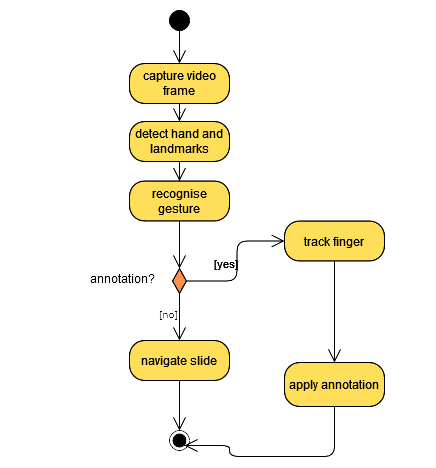 capture video
frame
detect hand and
landmarks
recognise
gesture
track finger
[yes]
annotation?
[no]
navigate slide
apply annotation